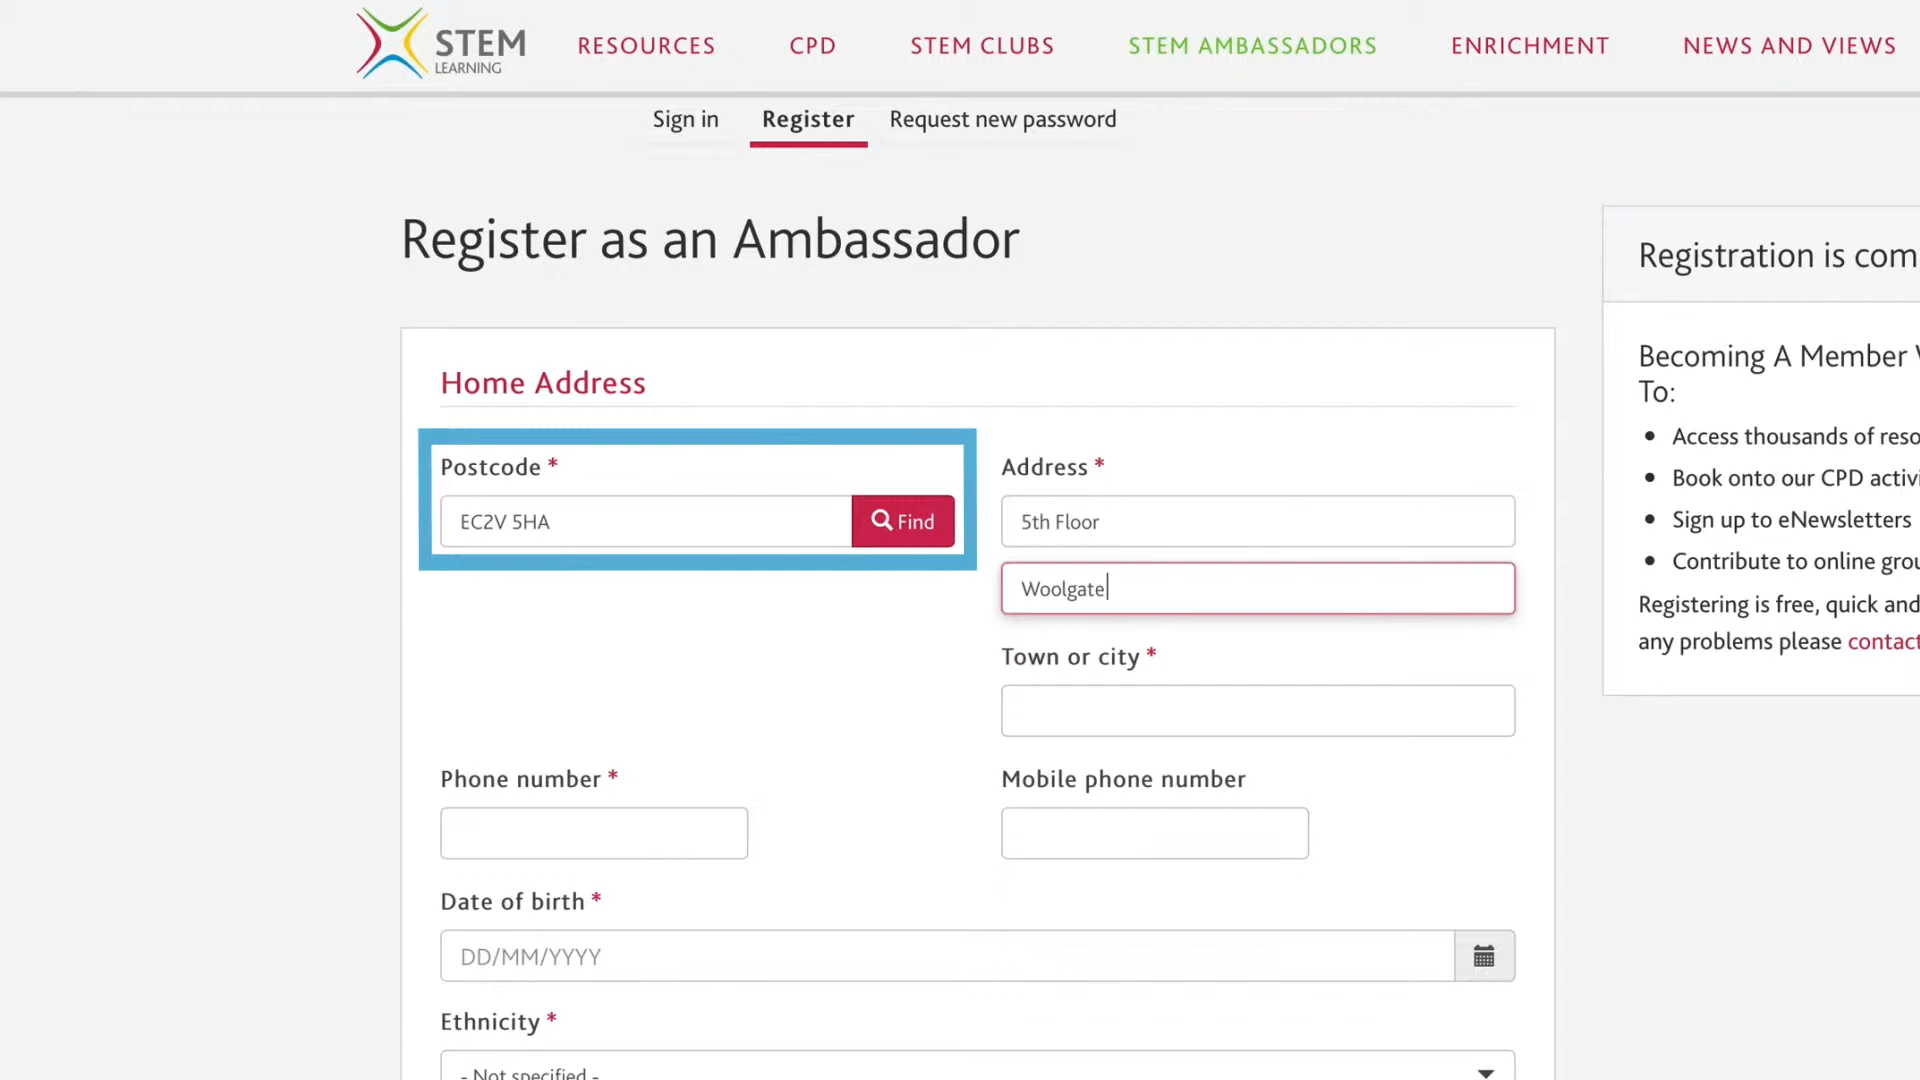 STEM
LEARNING
RESOURCES
CPD
STEM CLUBS
STEM AMBASSADORS
ENRICHMENT
NEWS AND VIEWS
Sign in
Register
Request new password
Register as an Ambassador
Home Address
Postcode *
EC2V 5HA
Find
Address *
5th Floor
Woolgate
Town or city *
Phone number *
Mobile phone number
Date of birth *
DD/MM/YYYY
Ethnicity *
- Not specified -
Registration is com
Becoming A Member
To:
Access thousands of reso
Book onto our CPD activi
Sign up to eNewsletters
Contribute to online grou
Registering is free, quick and
any problems please contact